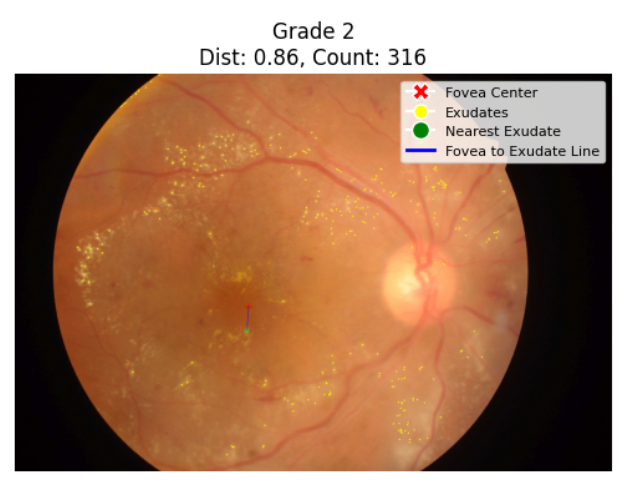 Grade 2
Dist: 0.86, Count: 316
Fovea Center
Exudates
Nearest Exudate
Fovea to Exudate Line